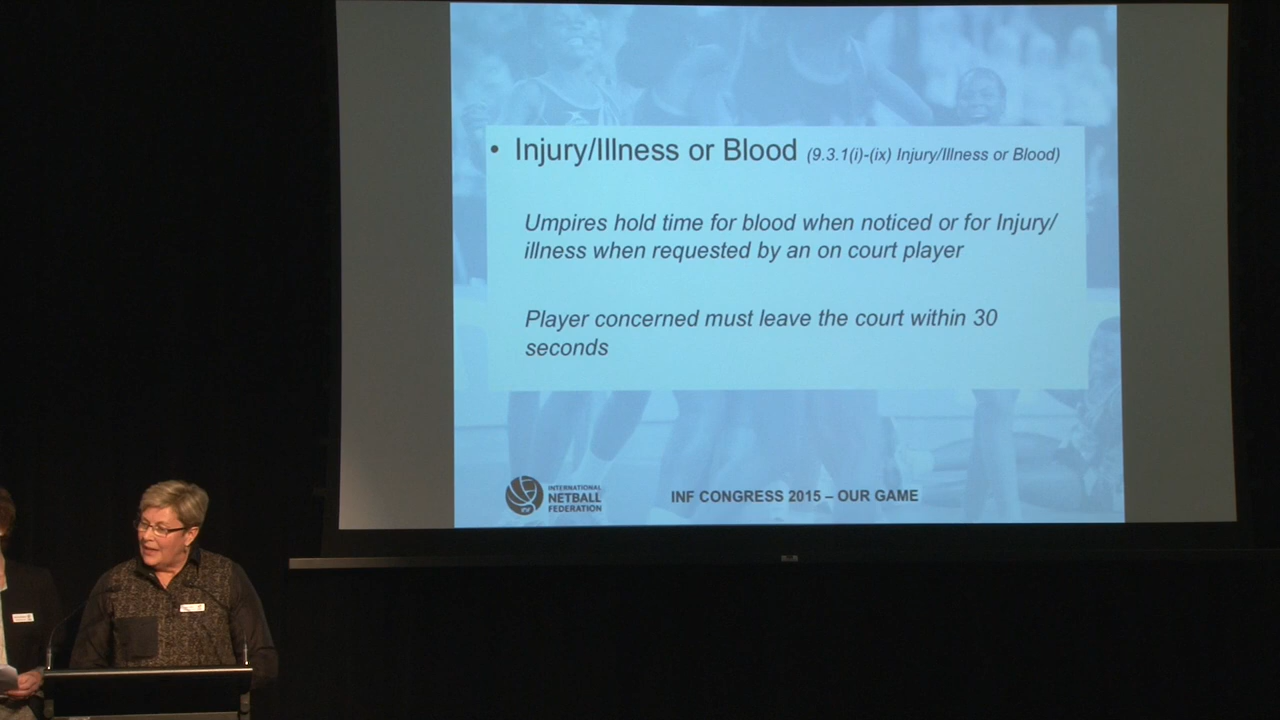 • Injury/Illness or Blood (9.3.1(i)-(ix) Injury/Illness or Blood)
Umpires hold time for blood when noticed or for Injury/
illness when requested by an on court player
Player concerned must leave the court within 30
seconds
INTERNATIONAL
NETBALL
FEDERATION
INF CONGRESS 2015 – OUR GAME